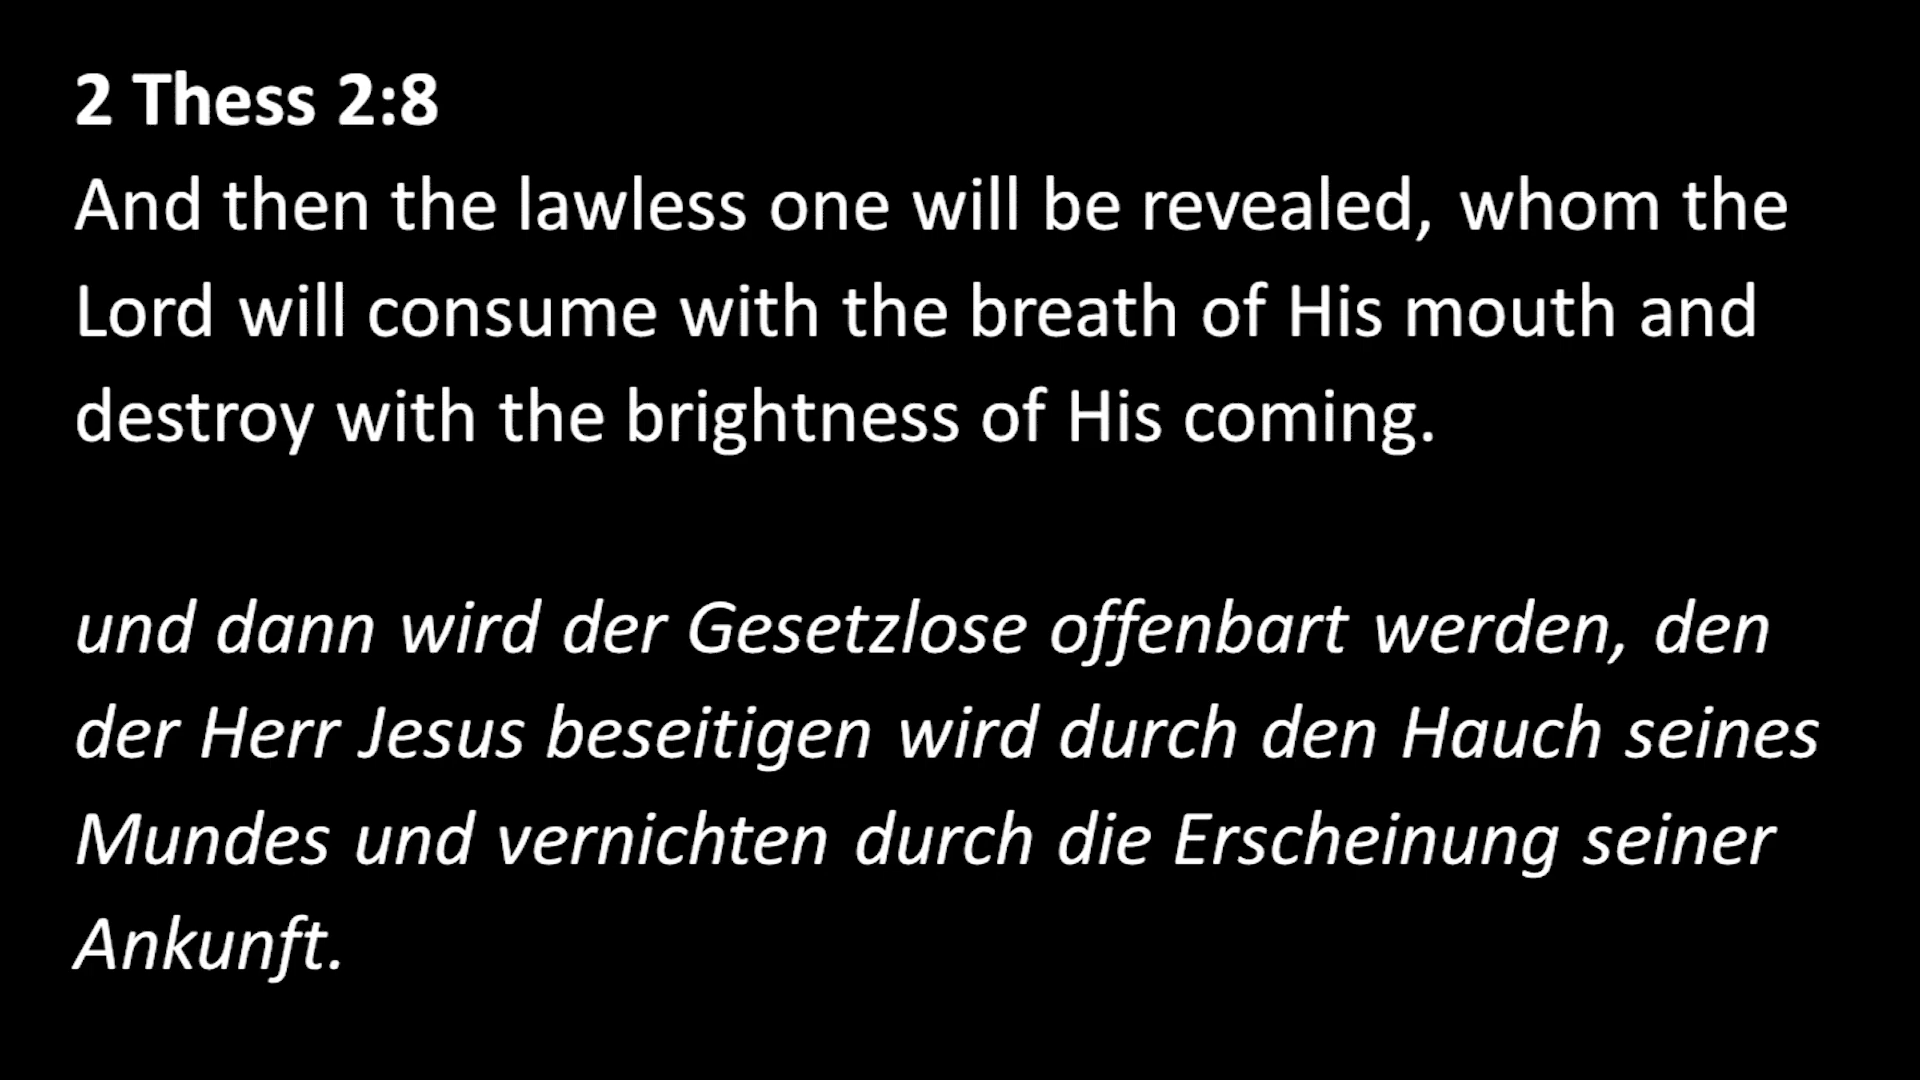 2 Thess 2:8
And then the lawless one will be revealed, whom the
Lord will consume with the breath of His mouth and
destroy with the brightness of His coming.
und dann wird der Gesetzlose offenbart werden, den
der Herr Jesus beseitigen wird durch den Hauch seines
Mundes und vernichten durch die Erscheinung seiner
Ankunft.